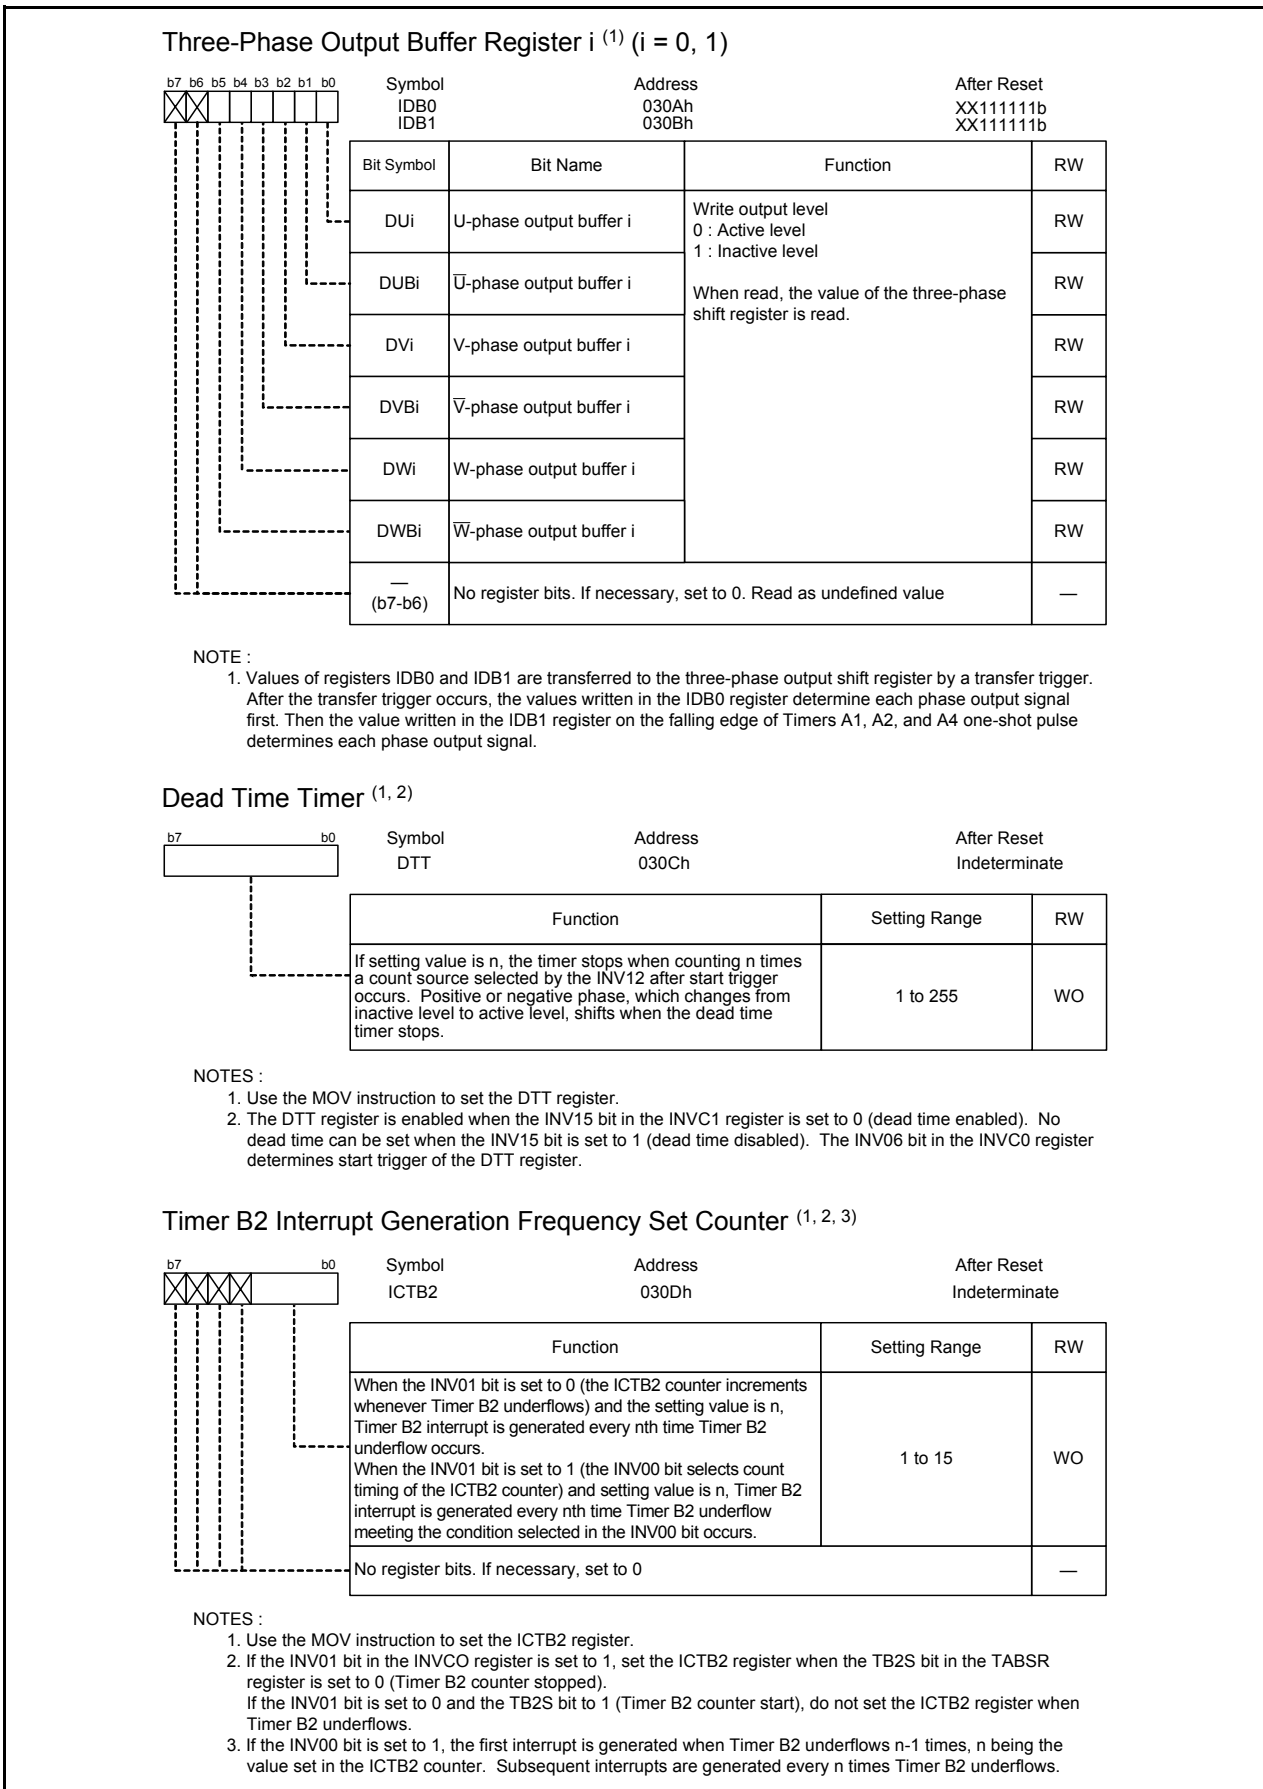 Three-Phase Output Buffer Register i (1) (i = 0, 1)
b7 b6 b5 b4 b3 b2 b1 b0
Symbol Address After Reset
IDB0 030Ah XX111111b
IDB1 030Bh XX111111b
Bit Symbol Bit Name Function RW
DUi U-phase output buffer i RW
Write output level
0 : Active level
1 : Inactive level
When read, the value of the three-phase
shift register is read.
DUBi U̅-phase output buffer i RW
DVi V-phase output buffer i RW
DVBi V̅-phase output buffer i RW
DWi W-phase output buffer i RW
DWBi W̅-phase output buffer i RW
—
(b7-b6)
No register bits. If necessary, set to 0. Read as undefined value —
NOTE :
1. Values of registers IDB0 and IDB1 are transferred to the three-phase output shift register by a transfer trigger.
After the transfer trigger occurs, the values written in the IDB0 register determine each phase output signal
first. Then the value written in the IDB1 register on the falling edge of Timers A1, A2, and A4 one-shot pulse
determines each phase output signal.
Dead Time Timer (1, 2)
b7 b0
Symbol Address After Reset
DTT 030Ch Indeterminate
Function Setting Range RW
If setting value is n, the timer stops when counting n times
a count source selected by the INV12 after start trigger
occurs. Positive or negative phase, which changes from
inactive level to active level, shifts when the dead time
timer stops.
1 to 255 WO
NOTES :
1. Use the MOV instruction to set the DTT register.
2. The DTT register is enabled when the INV15 bit in the INVC1 register is set to 0 (dead time enabled). No
dead time can be set when the INV15 bit is set to 1 (dead time disabled). The INV06 bit in the INVC0 register
determines start trigger of the DTT register.
Timer B2 Interrupt Generation Frequency Set Counter (1, 2, 3)
b7 b0
Symbol Address After Reset
ICTB2 030Dh Indeterminate
Function Setting Range RW
When the INV01 bit is set to 0 (the ICTB2 counter increments
whenever Timer B2 underflows) and the setting value is n,
Timer B2 interrupt is generated every nth time Timer B2
underflow occurs.
When the INV01 bit is set to 1 (the INV00 bit selects count
timing of the ICTB2 counter) and setting value is n, Timer B2
interrupt is generated every nth time Timer B2 underflow
meeting the condition selected in the INV00 bit occurs.
1 to 15 WO
No register bits. If necessary, set to 0 —
NOTES :
1. Use the MOV instruction to set the ICTB2 register.
2. If the INV01 bit in the INVCO register is set to 1, set the ICTB2 register when the TB2S bit in the TABSR
register is set to 0 (Timer B2 counter stopped).
If the INV01 bit is set to 0 and the TB2S bit to 1 (Timer B2 counter start), do not set the ICTB2 register when
Timer B2 underflows.
3. If the INV00 bit is set to 1, the first interrupt is generated when Timer B2 underflows n-1 times, n being the
value set in the ICTB2 counter. Subsequent interrupts are generated every n times Timer B2 underflows.